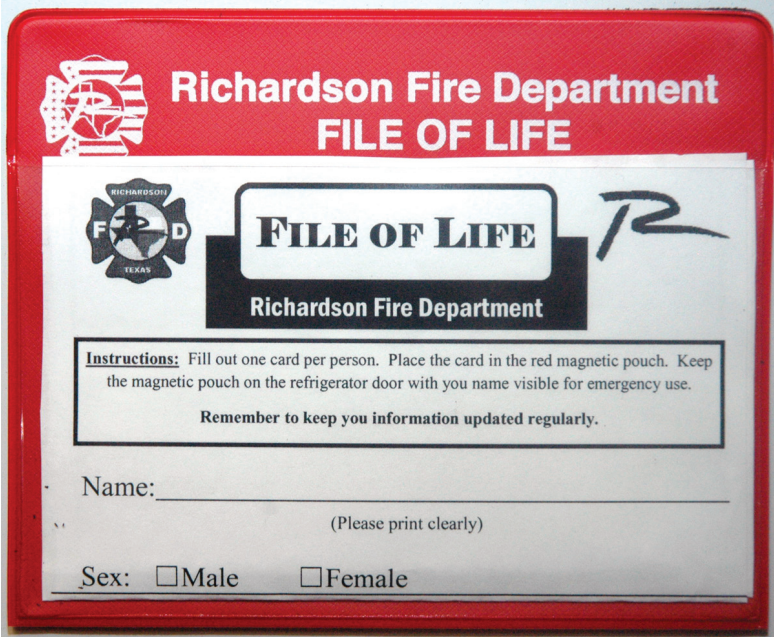 Richardson Fire Department
FILE OF LIFE
RICHARDSON
F D
TEXAS
FILE OF LIFE
R
Richardson Fire Department
Instructions: Fill out one card per person. Place the card in the red magnetic pouch. Keep
the magnetic pouch on the refrigerator door with you name visible for emergency use.
Remember to keep you information updated regularly.
Name:
(Please print clearly)
Sex: □Male □Female